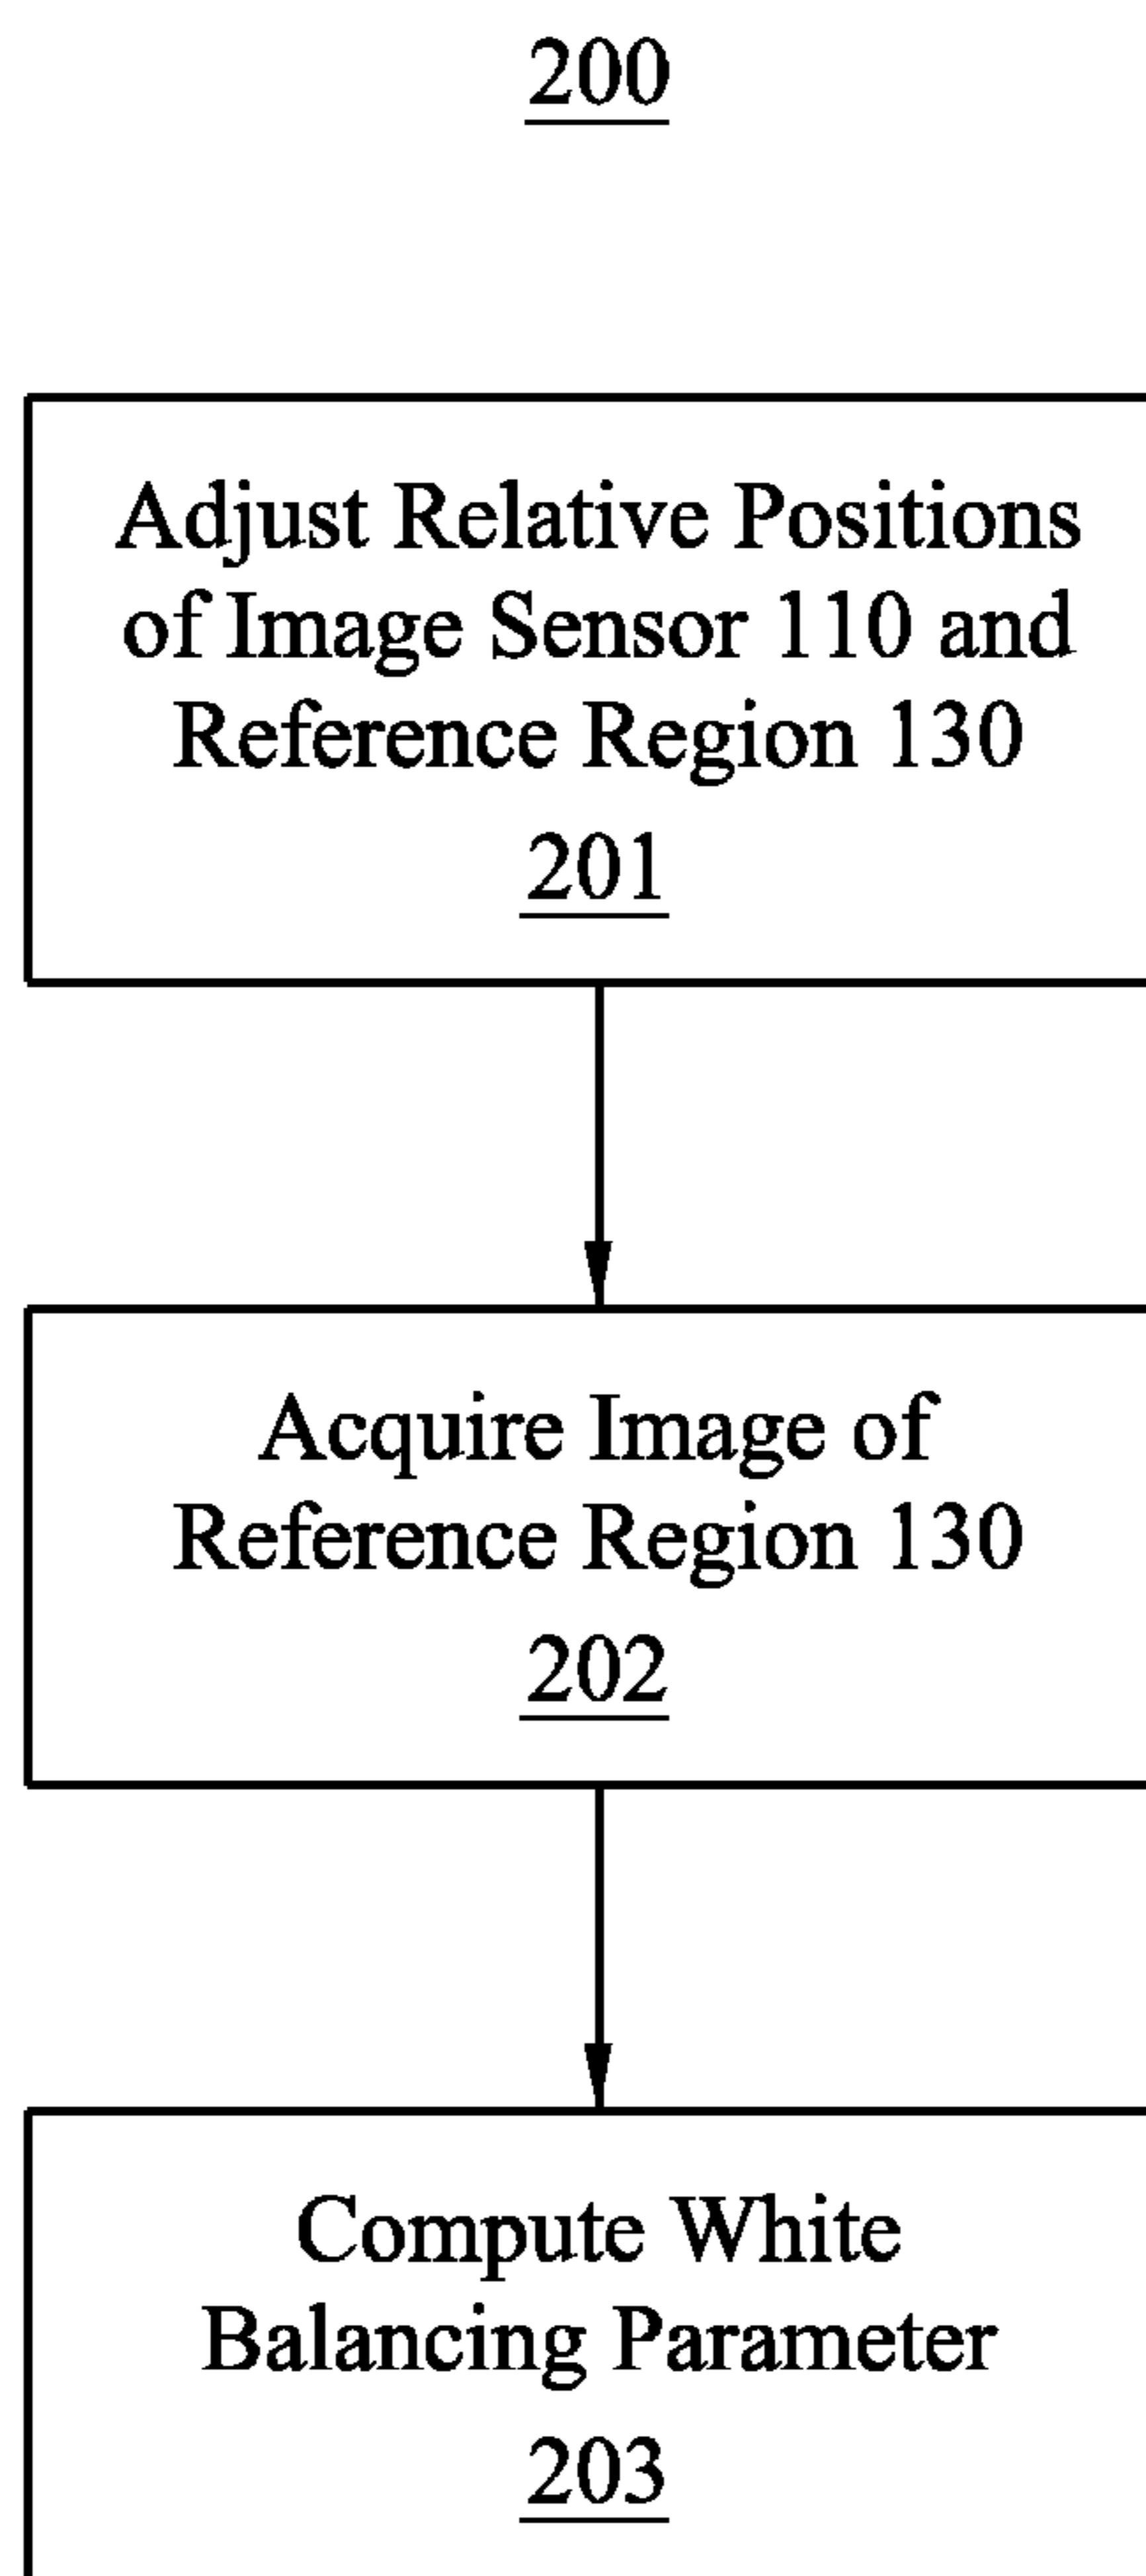 200
Adjust Relative Positions
of Image Sensor 110 and
Reference Region 130
201
Acquire Image of
Reference Region 130
202
Compute White
Balancing Parameter
203